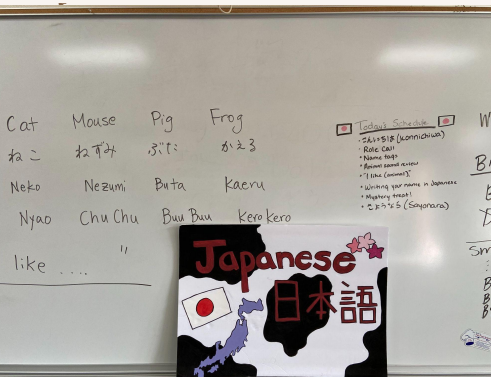 Cat Mouse Pig Frog
ねこ ねずみ ぶた かえる
Neko Nezumi Buta Kaeru
Nyao Chu Chu Buu Buu Kero Kero
like .... "
Today's Schedule
・こんにちは (Konnichiwa)
• Role Call
• Name tags
• Animal sound review
• "I like (animal)"
• Writing your name in Japanese
• Mystery treat!
• さようなら (Sayonara)
Japanese
日本語